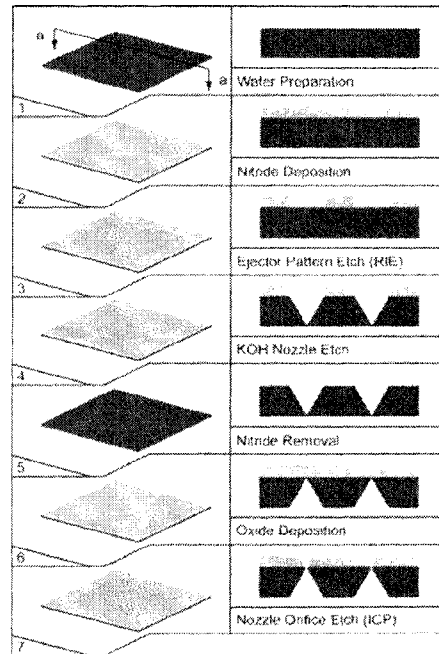 a
a
Water Preparation
1
Nitride Deposition
2
Ejector Pattern Etch (RIE)
3
KOH Nozzle Etch
4
Nitride Removal
5
Oxide Deposition
6
Nozzle Orifice Etch (ICP)
7